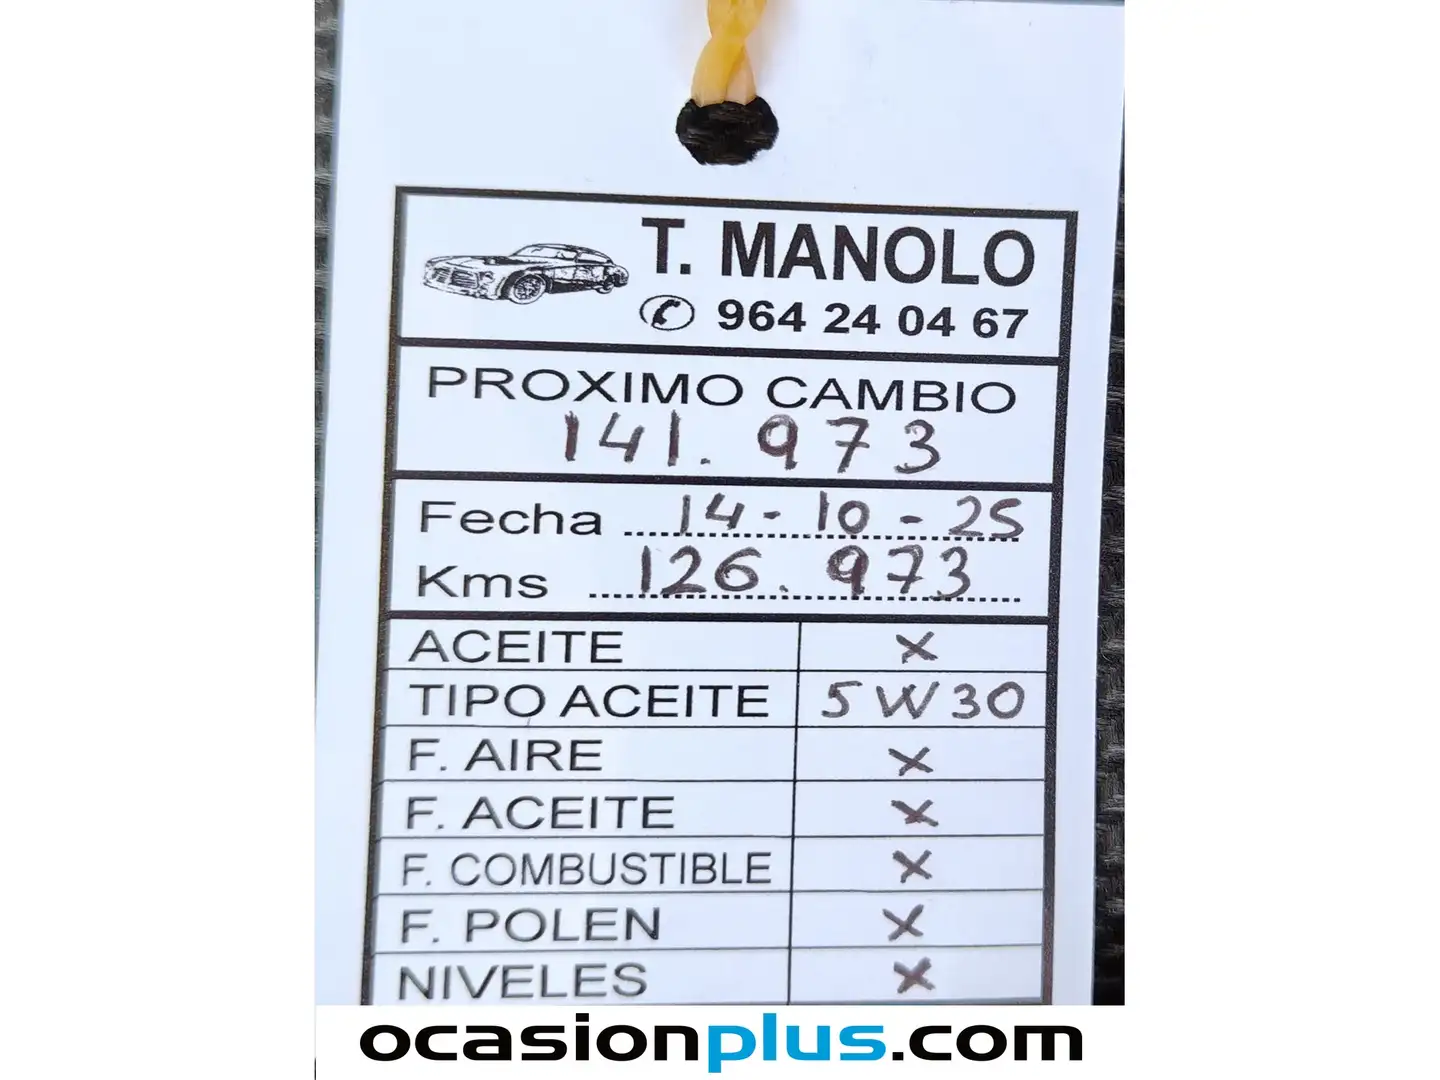 T. MANOLO
964 24 04 67
PROXIMO CAMBIO
141.973
Fecha 14-10-25
Kms 126.973
ACEITE X
TIPO ACEITE 5W30
F. AIRE X
F. ACEITE X
F. COMBUSTIBLE X
F. POLEN X
NIVELES X
ocasionplus.com